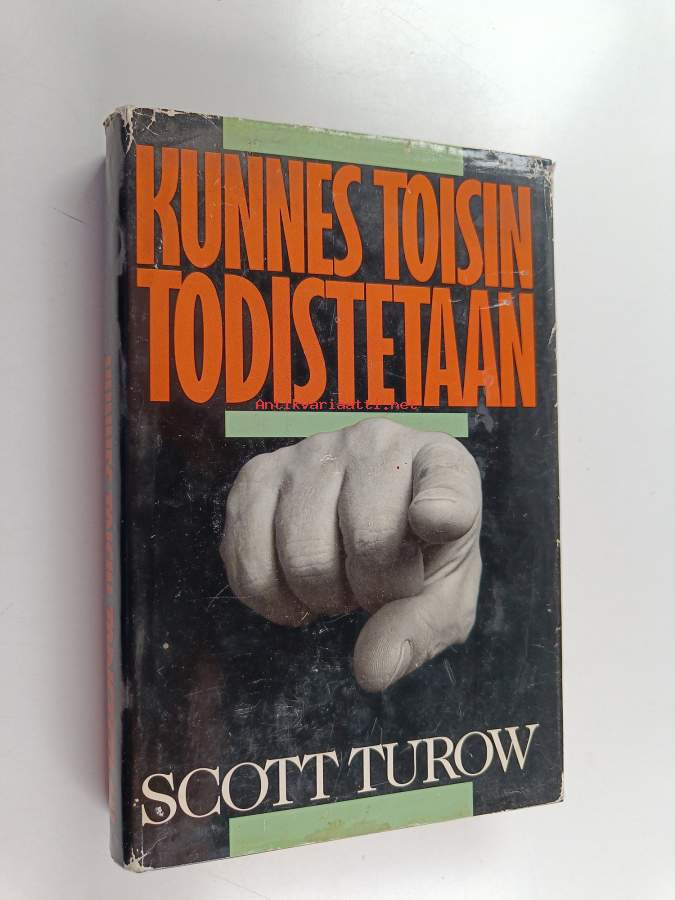 KUNNES TOISIN
TODISTETAAN
Antikvariaatti.net
SCOTT TUROW